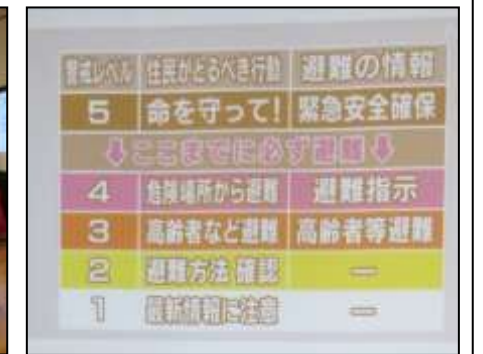 警戒レベル 住民がとるべき行動 避難の情報
5 命を守って! 緊急安全確保
↓ここまでに必ず避難↓
4 危険場所から避難 避難指示
3 高齢者など避難 高齢者等避難
2 避難方法 確認 ー
1 最新情報に注意 ー